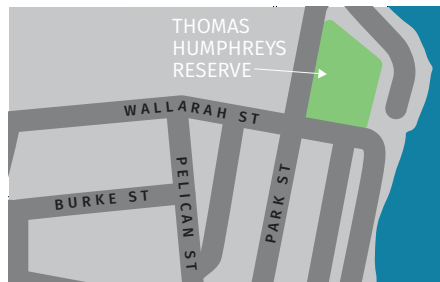 THOMAS
HUMPHREYS
RESERVE
WALLARAH ST
BURKE ST
PELICAN ST
PARK ST